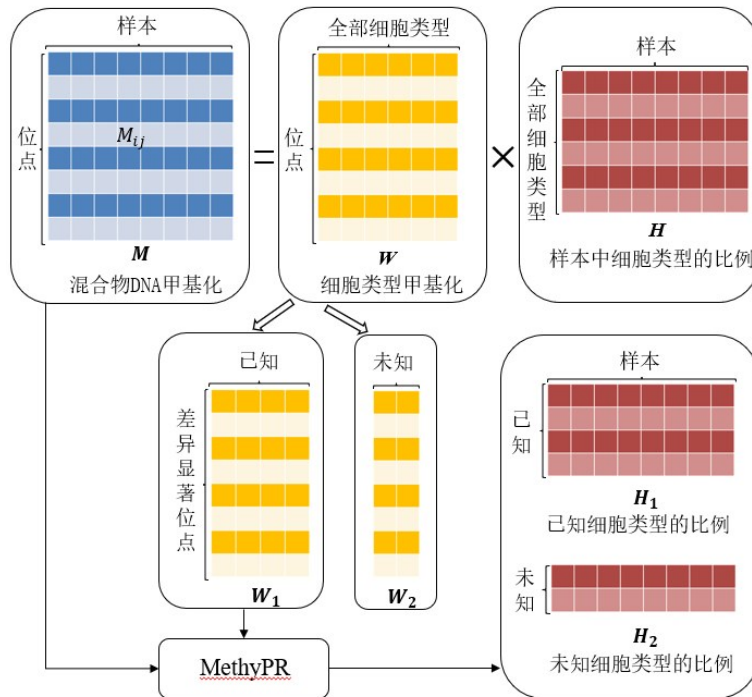 样本
位点
M_{ij}
M
混合物DNA甲基化
=
全部细胞类型
位点
W
细胞类型甲基化
×
样本
全部细胞类型
H
样本中细胞类型的比例
已知
差异显著位点
W_1
未知
W_2
样本
已知
H_1
已知细胞类型的比例
未知
H_2
未知细胞类型的比例
MethyPR